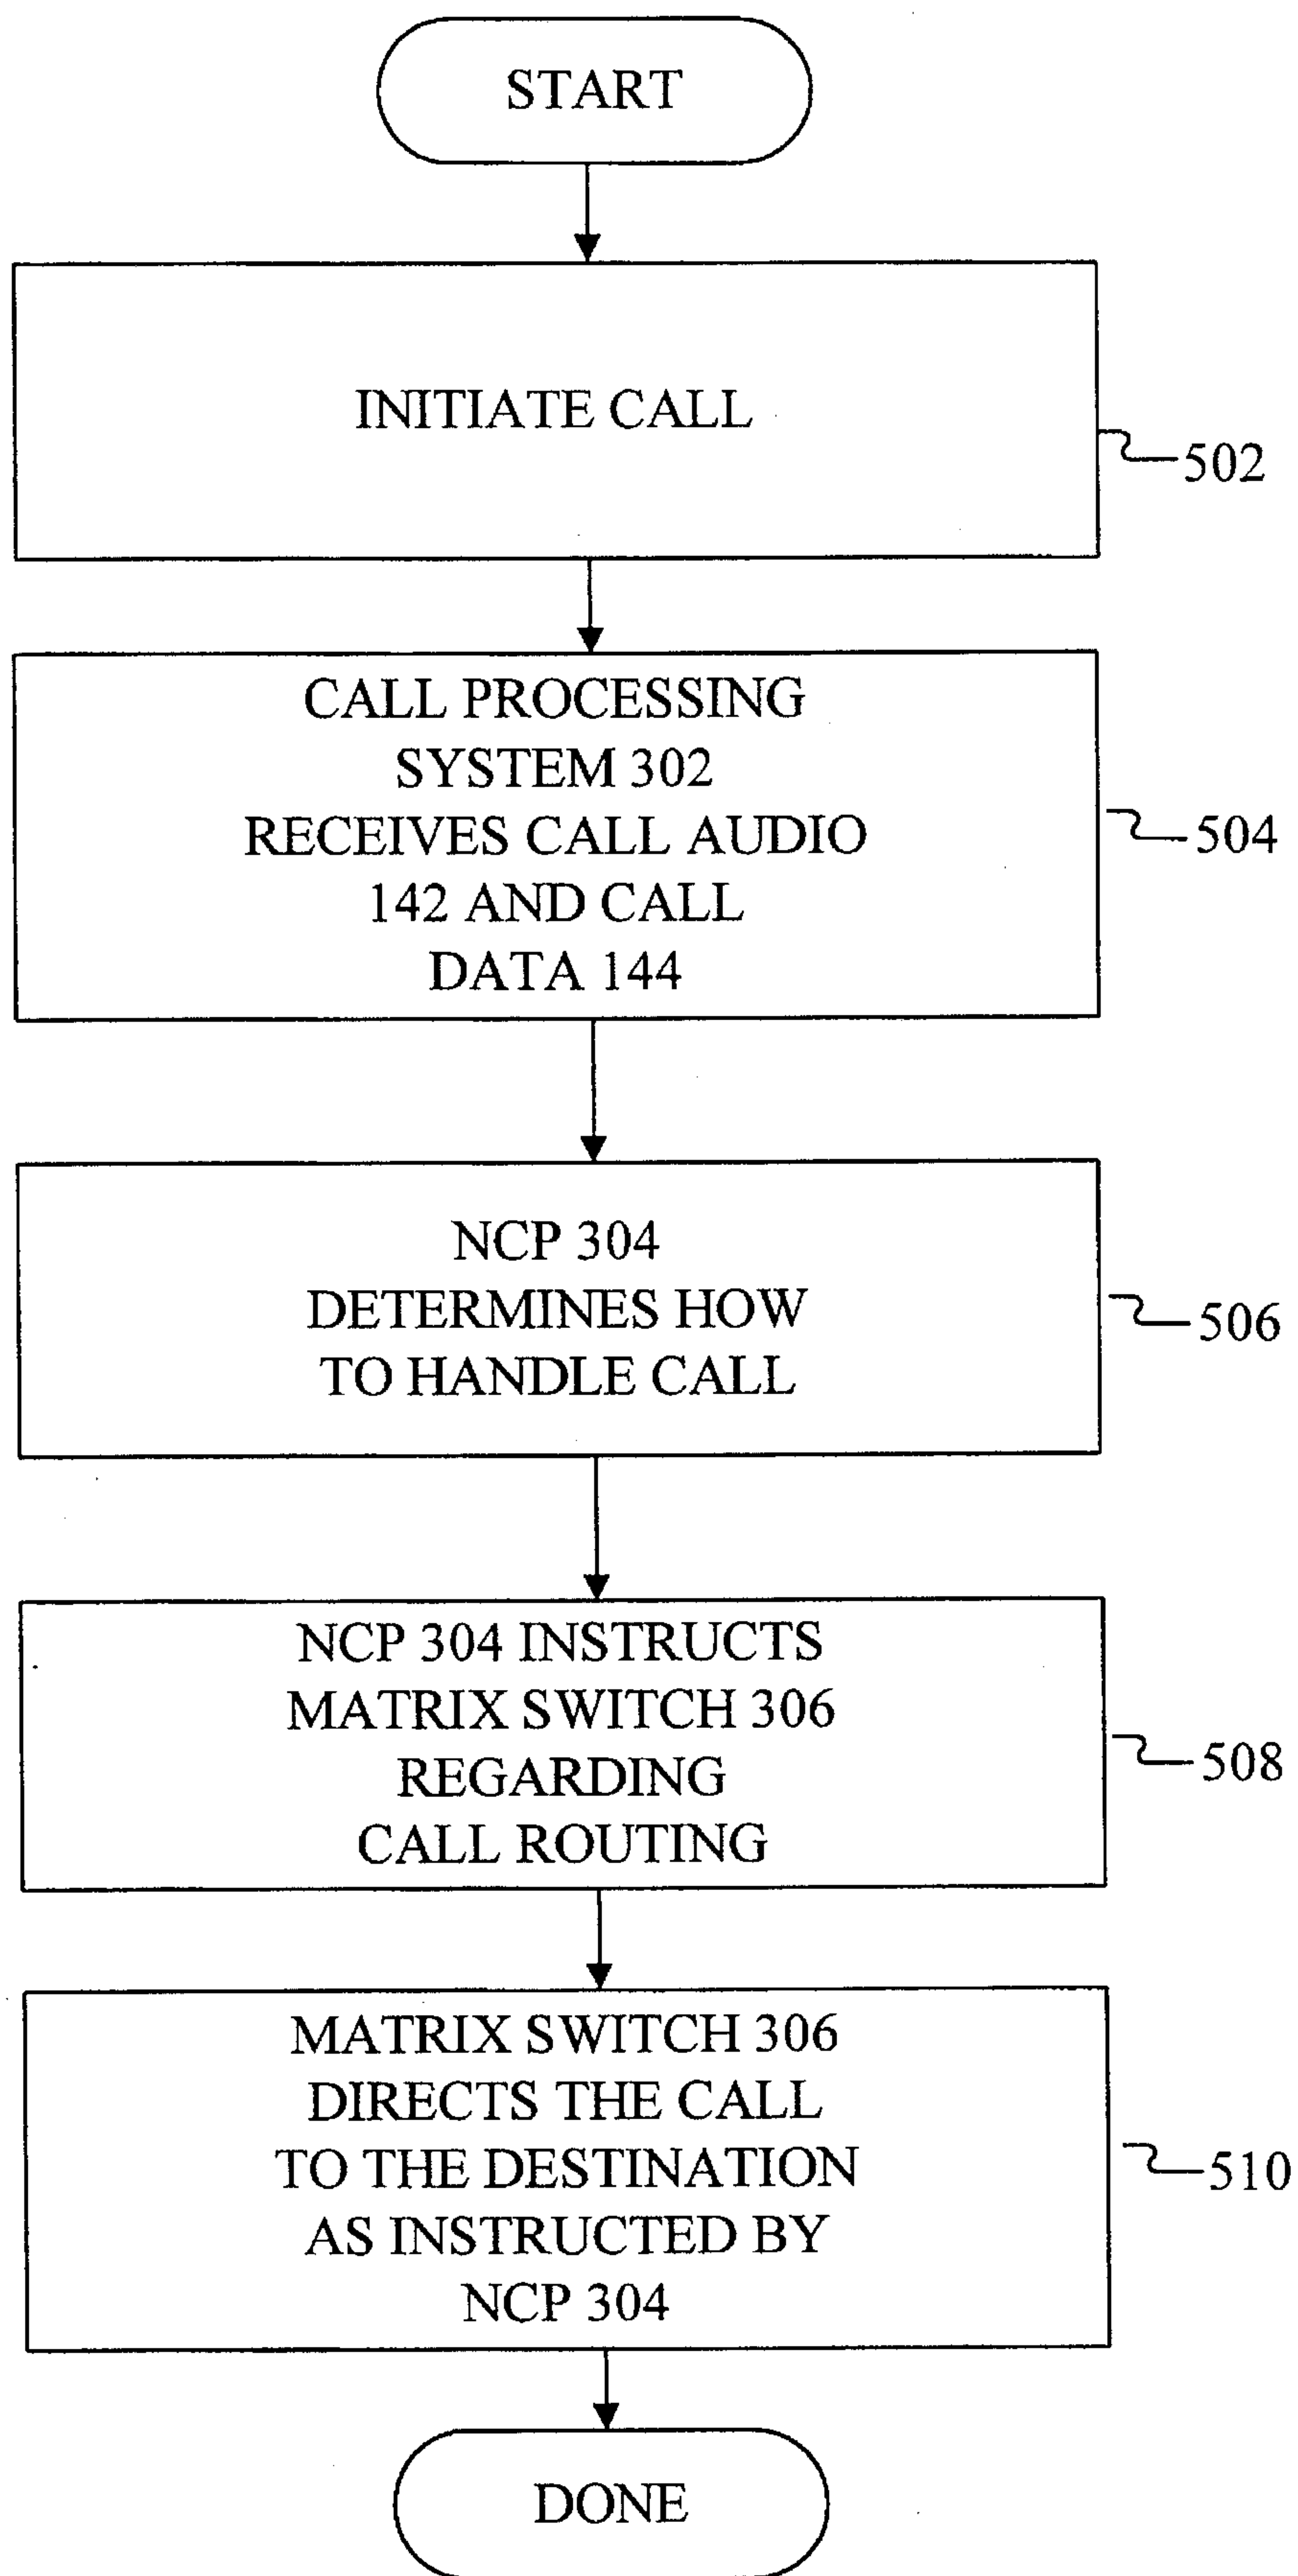 START
INITIATE CALL
502
CALL PROCESSING
SYSTEM 302
RECEIVES CALL AUDIO
142 AND CALL
DATA 144
504
NCP 304
DETERMINES HOW
TO HANDLE CALL
506
NCP 304 INSTRUCTS
MATRIX SWITCH 306
REGARDING
CALL ROUTING
508
MATRIX SWITCH 306
DIRECTS THE CALL
TO THE DESTINATION
AS INSTRUCTED BY
NCP 304
510
DONE